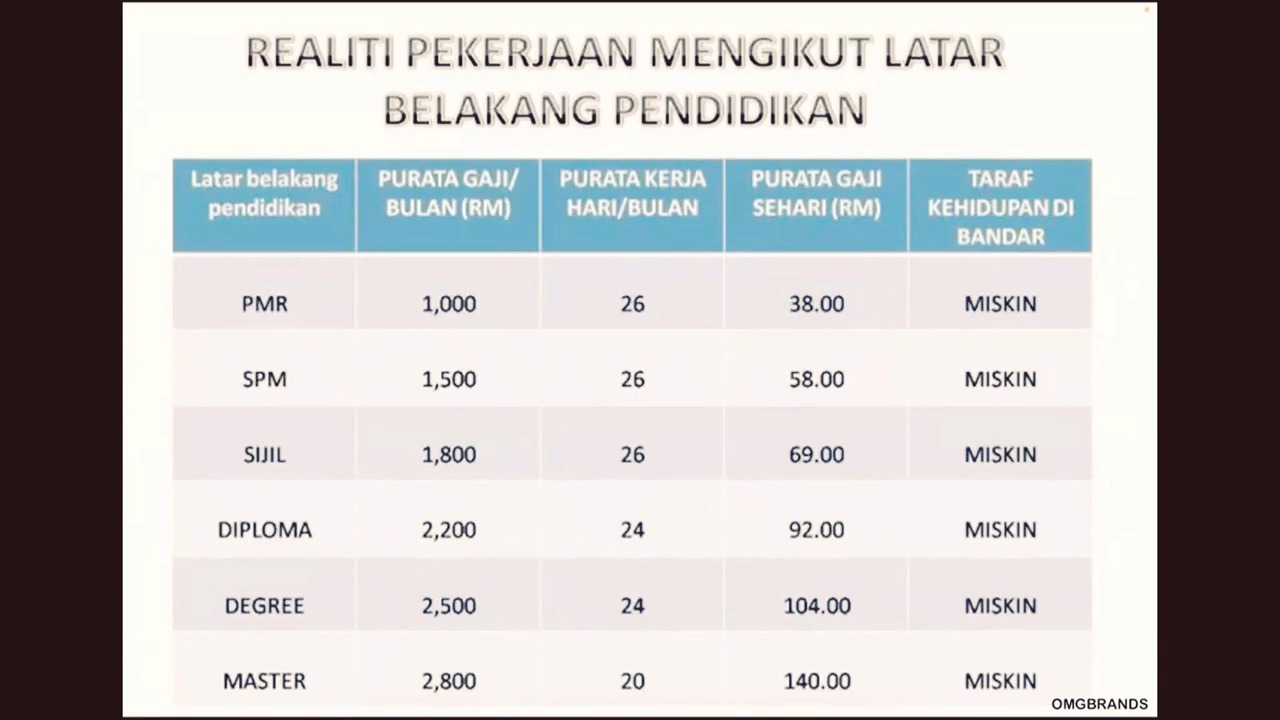 REALITI PEKERJAAN MENGIKUT LATAR
BELAKANG PENDIDIKAN
Latar belakang pendidikan PURATA GAJI/ BULAN (RM) PURATA KERJA HARI/BULAN PURATA GAJI SEHARI (RM) TARAF KEHIDUPAN DI BANDAR
PMR 1,000 26 38.00 MISKIN
SPM 1,500 26 58.00 MISKIN
SIJIL 1,800 26 69.00 MISKIN
DIPLOMA 2,200 24 92.00 MISKIN
DEGREE 2,500 24 104.00 MISKIN
MASTER 2,800 20 140.00 MISKIN
OMGBRANDS